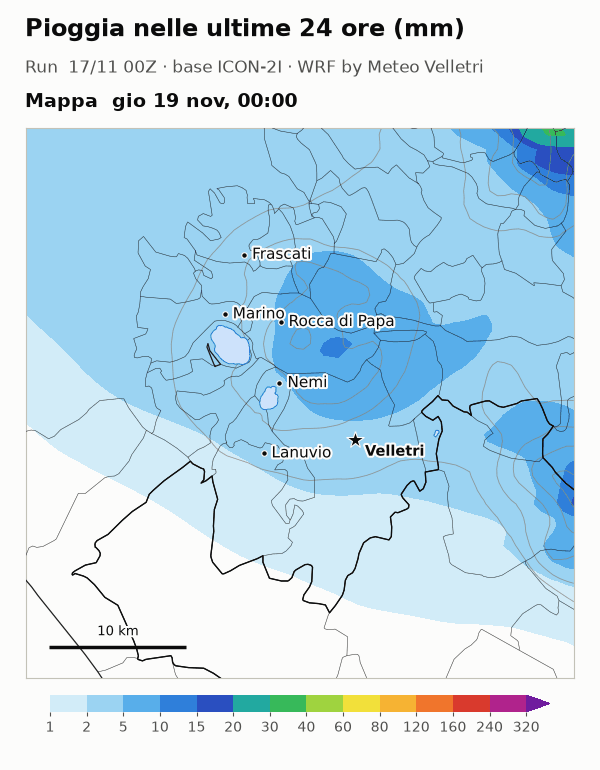 Pioggia nelle ultime 24 ore (mm)
Run  17/11 00Z · base ICON-2I · WRF by Meteo Velletri
Mappa  gio 19 nov, 00:00
Frascati
Marino
Rocca di Papa
Nemi
Velletri
Lanuvio
10 km
1 2 5 10 15 20 30 40 60 80 120 160 240 320